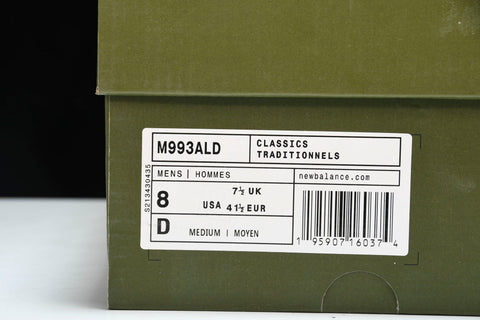 M993ALD
CLASSICS
TRADITIONNELS
MENS | HOMMES
newbalance.com
S213430435
8
7½ UK
USA 41½ EUR
D
MEDIUM | MOYEN
1 95907 16037 4